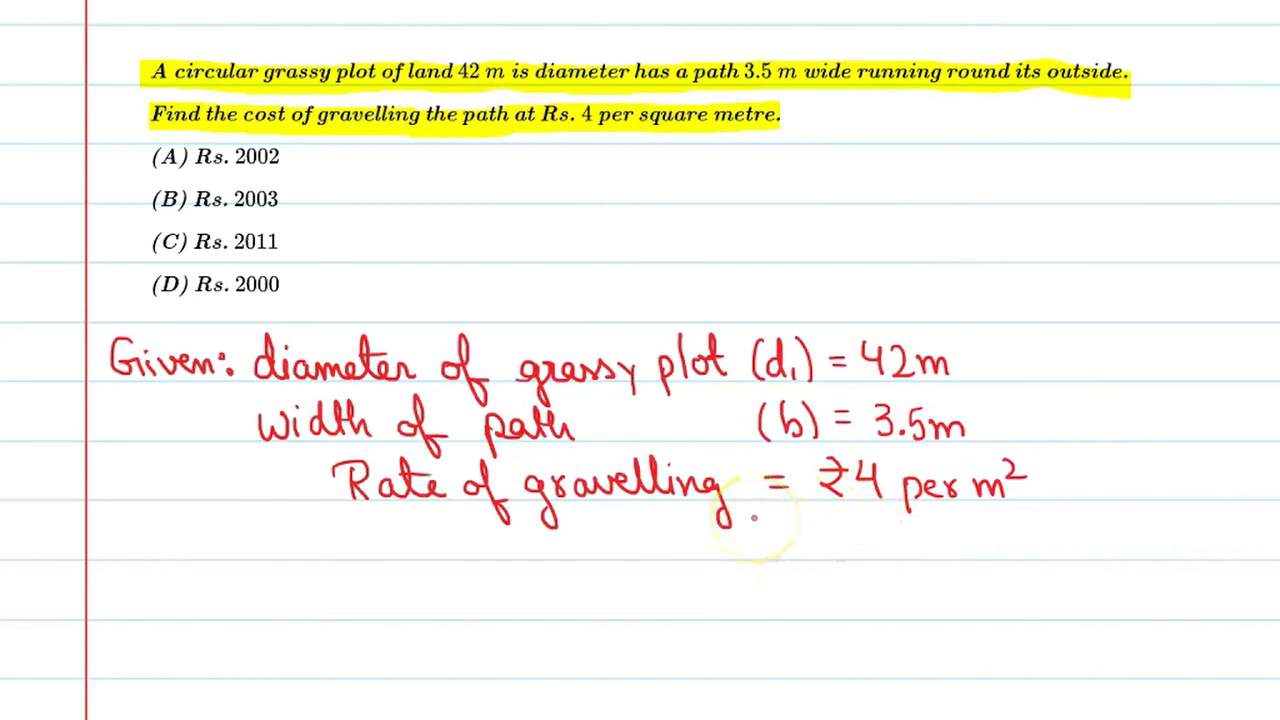 A circular grassy plot of land 42 m is diameter has a path 3.5 m wide running round its outside.
Find the cost of gravelling the path at Rs. 4 per square metre.
(A) Rs. 2002
(B) Rs. 2003
(C) Rs. 2011
(D) Rs. 2000
Given: diameter of grassy plot (d₁) = 42m
width of path (b) = 3.5m
Rate of gravelling = ₹4 per m²